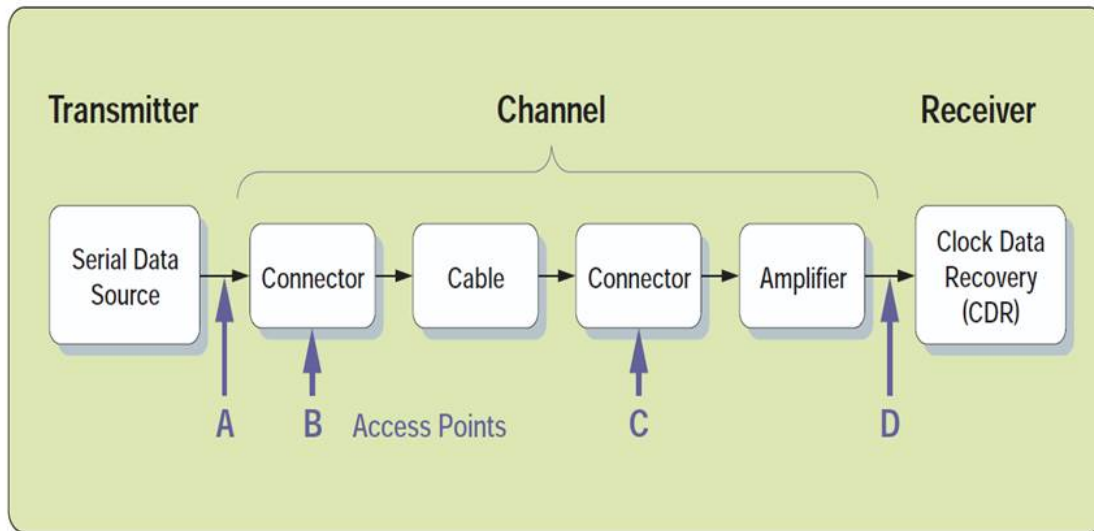 Transmitter
Channel
Receiver
Serial Data
Source
Connector
Cable
Connector
Amplifier
Clock Data
Recovery
(CDR)
A
B
Access Points
C
D